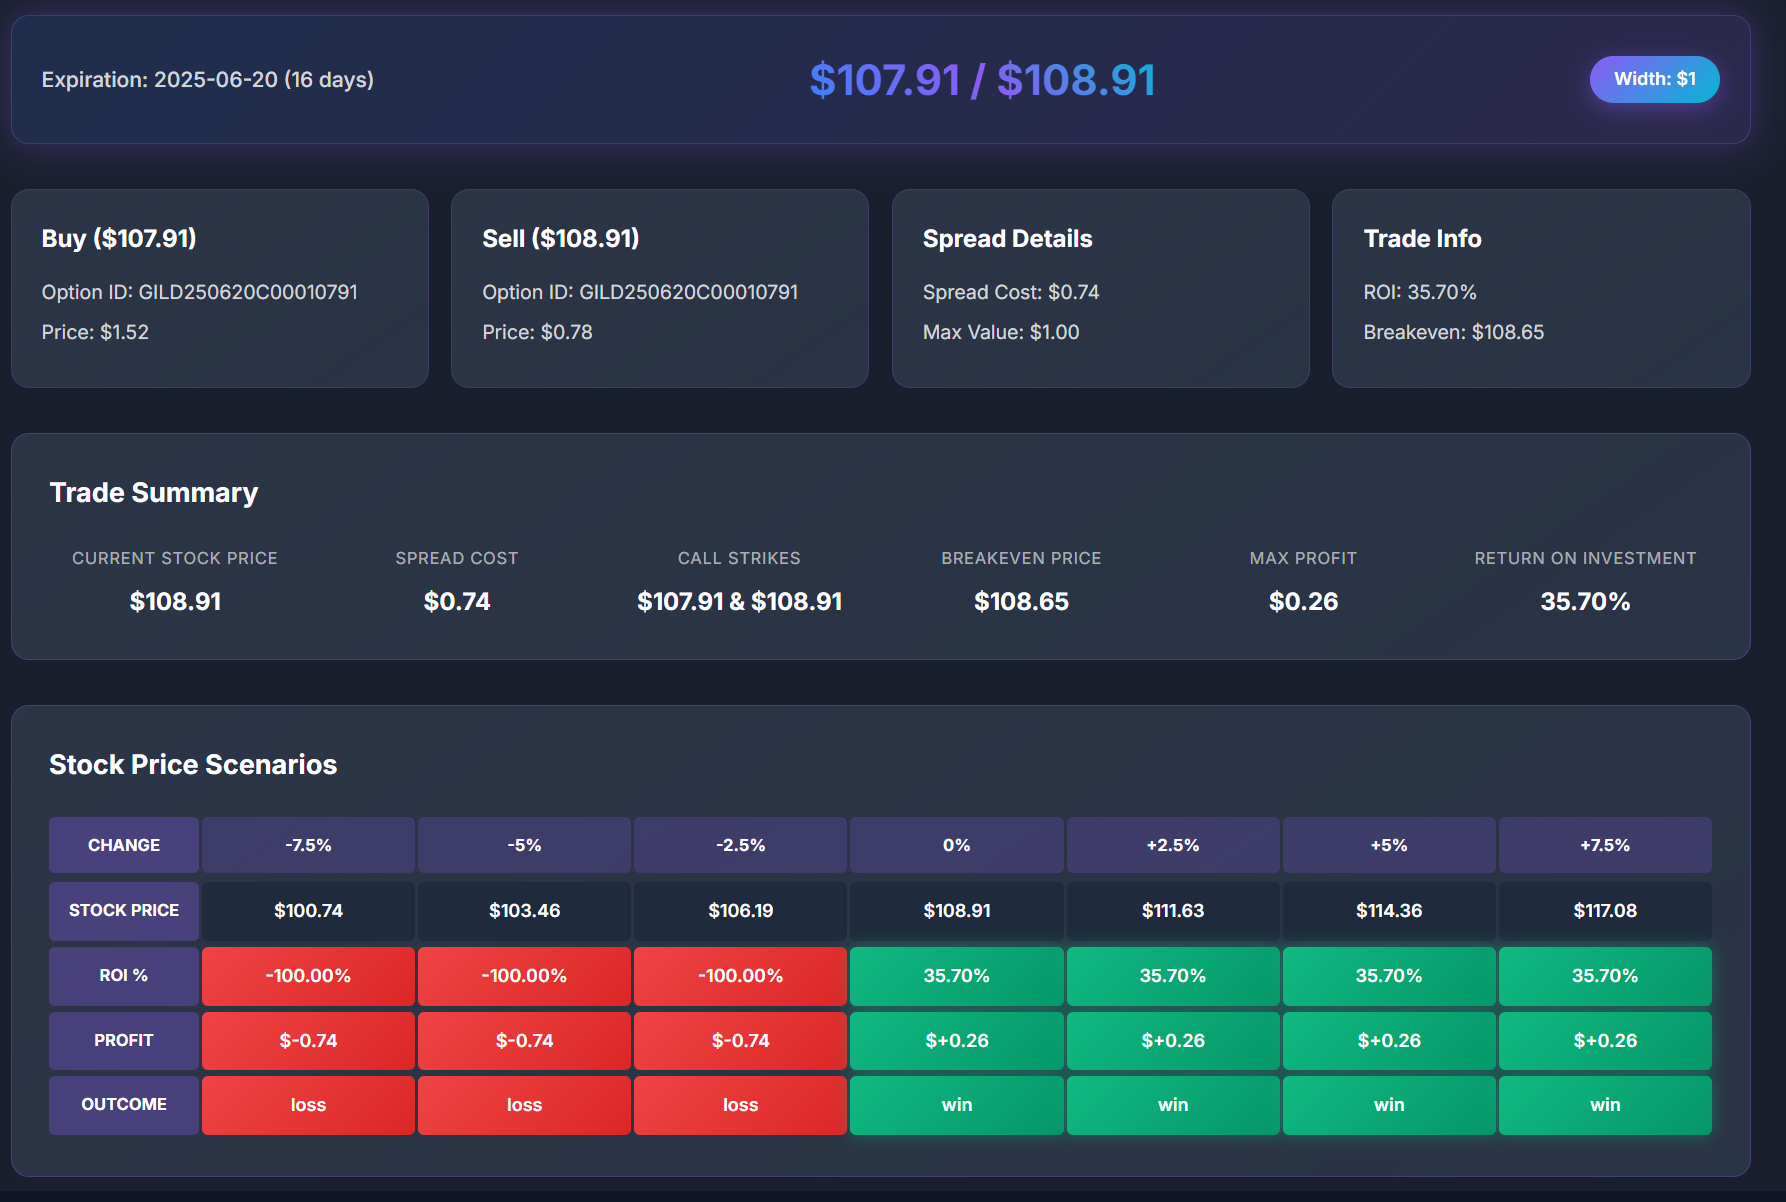 Expiration: 2025-06-20 (16 days)
$107.91 / $108.91
Width: $1
Buy ($107.91)
Option ID: GILD250620C00010791
Price: $1.52
Sell ($108.91)
Option ID: GILD250620C00010791
Price: $0.78
Spread Details
Spread Cost: $0.74
Max Value: $1.00
Trade Info
ROI: 35.70%
Breakeven: $108.65
Trade Summary
CURRENT STOCK PRICE
$108.91
SPREAD COST
$0.74
CALL STRIKES
$107.91 & $108.91
BREAKEVEN PRICE
$108.65
MAX PROFIT
$0.26
RETURN ON INVESTMENT
35.70%
Stock Price Scenarios
CHANGE -7.5% -5% -2.5% 0% +2.5% +5% +7.5%
STOCK PRICE $100.74 $103.46 $106.19 $108.91 $111.63 $114.36 $117.08
ROI % -100.00% -100.00% -100.00% 35.70% 35.70% 35.70% 35.70%
PROFIT $-0.74 $-0.74 $-0.74 $+0.26 $+0.26 $+0.26 $+0.26
OUTCOME loss loss loss win win win win